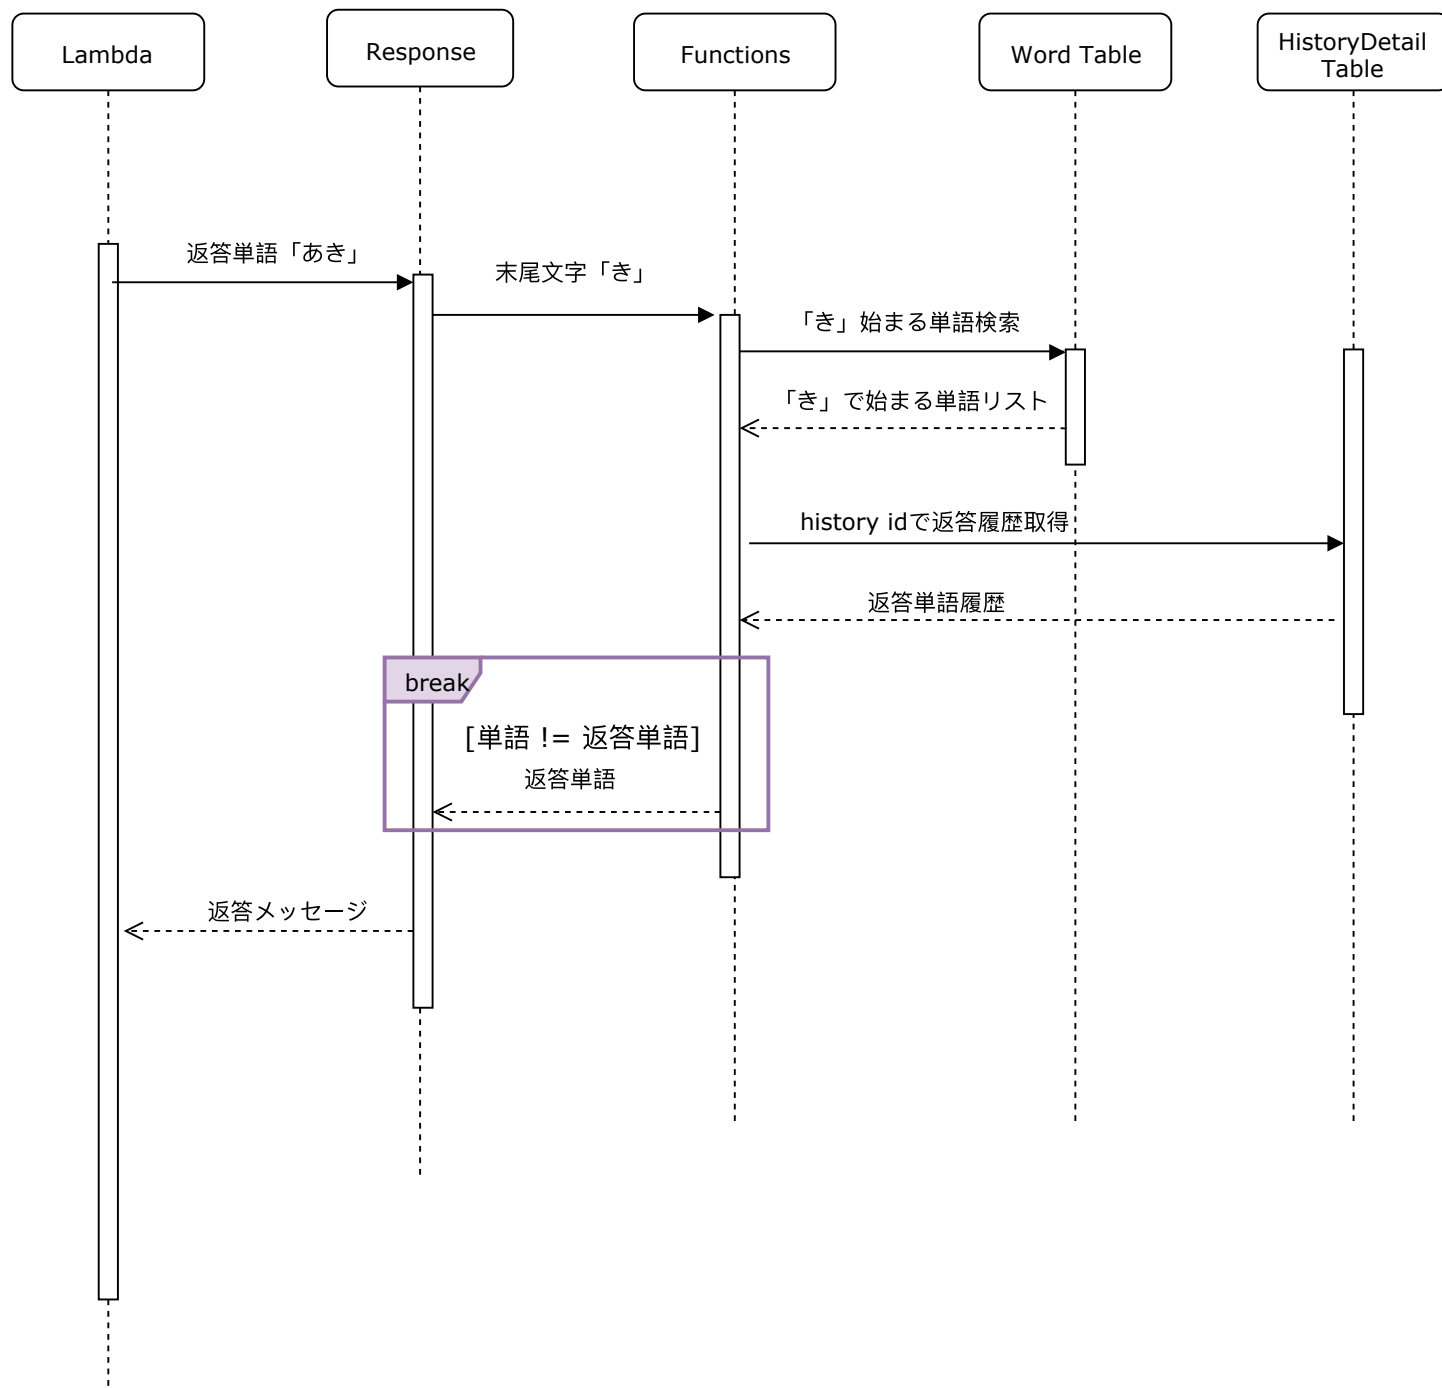 Lambda
Response
Functions
Word Table
HistoryDetail
Table
返答単語「あき」
末尾文字「き」
「き」始まる単語検索
「き」で始まる単語リスト
history idで返答履歴取得
返答単語履歴
break
[単語 != 返答単語]
返答単語
返答メッセージ